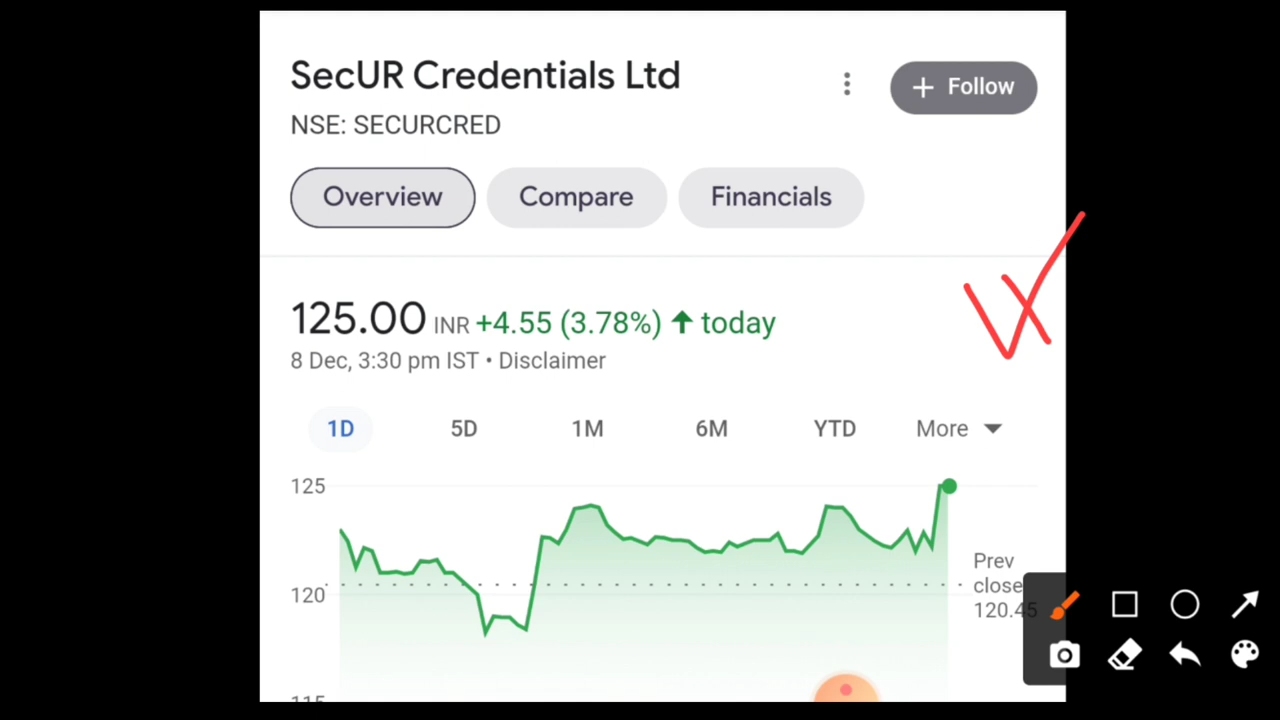 SecUR Credentials Ltd
Follow
NSE: SECURCRED
Overview Compare Financials
125.00 INR +4.55 (3.78%) today
8 Dec, 3:30 pm IST • Disclaimer
1D 5D 1M 6M YTD More
125
Prev
close
120.45
120
115